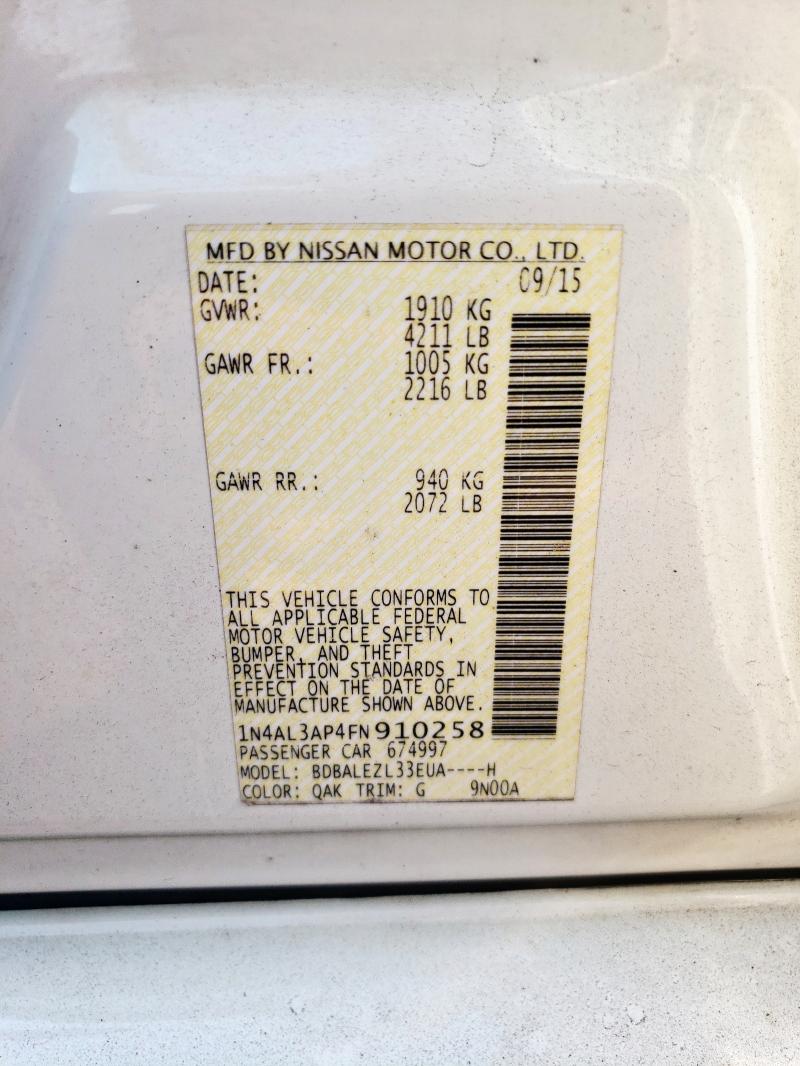 MFD BY NISSAN MOTOR CO., LTD.
DATE: 09/15
GVWR: 1910 KG
4211 LB
GAWR FR.: 1005 KG
2216 LB
GAWR RR.: 940 KG
2072 LB
THIS VEHICLE CONFORMS TO
ALL APPLICABLE FEDERAL
MOTOR VEHICLE SAFETY,
BUMPER, AND THEFT
PREVENTION STANDARDS IN
EFFECT ON THE DATE OF
MANUFACTURE SHOWN ABOVE.
1N4AL3AP4FN910258
PASSENGER CAR 674997
MODEL: BDBALEZL33EUA----H
COLOR: QAK TRIM: G 9N00A